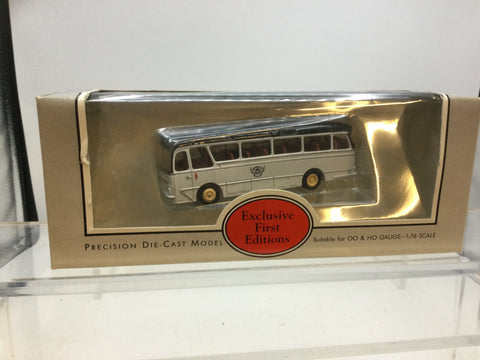 Exclusive
First
Editions
PRECISION DIE-CAST MODEL
Suitable for OO & HO GAUGE-1:76 SCALE